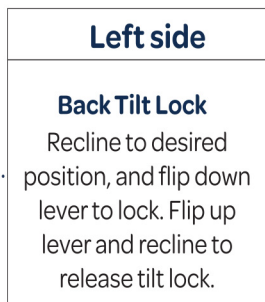 Left side
Back Tilt Lock
Recline to desired
position, and flip down
lever to lock. Flip up
lever and recline to
release tilt lock.